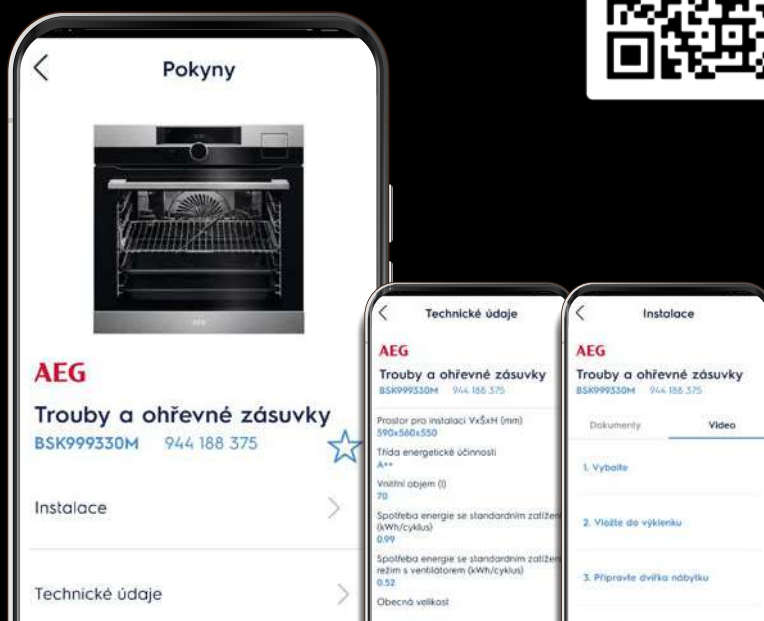 Pokyny
AEG
Trouby a ohřevné zásuvky
BSK999330M 944 188 375
Instalace
Technické údaje
Technické údaje
AEG
Trouby a ohřevné zásuvky
BSK999330M 944 188 375
Prostor pro instalaci VxŠxH (mm)
590x560x550
Třída energetické účinnosti
A++
Vnitřní objem (l)
70
Spotřeba energie se standardním zatížen
(kWh/cyklus)
0.99
Spotřeba energie se standardním zatížen
režim s ventilátorem (kWh/cyklus)
0.52
Obecná velikost
Instalace
AEG
Trouby a ohřevné zásuvky
BSK999330M 944 188 375
Dokumenty Video
1. Vybalte
2. Vložte do výklenku
3. Připravte dvířka nábytku